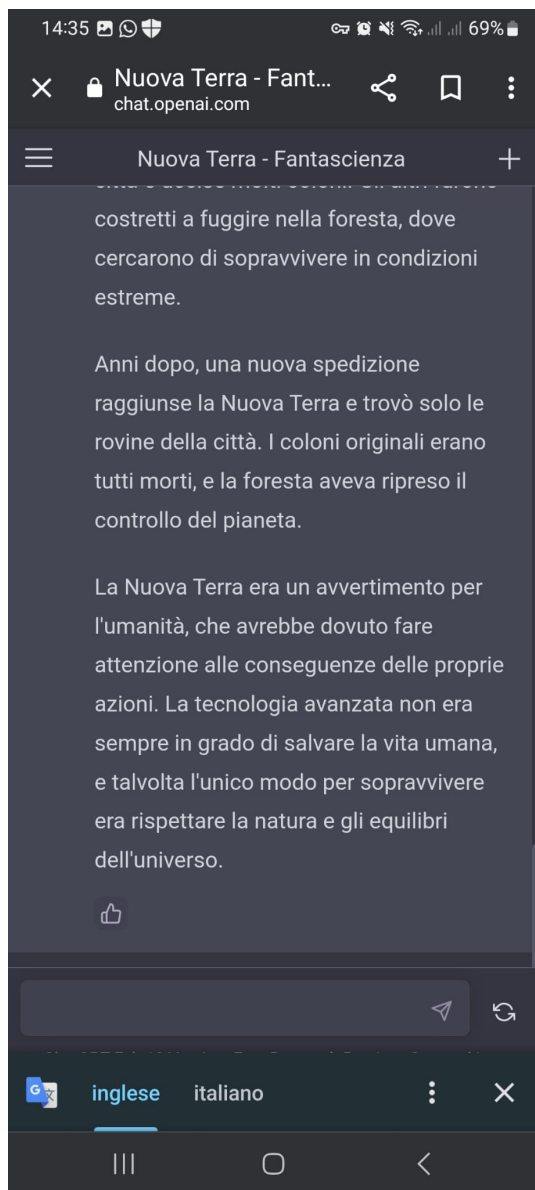 14:35
69%
Nuova Terra - Fant...
chat.openai.com
Nuova Terra - Fantascienza
costretti a fuggire nella foresta, dove
cercarono di sopravvivere in condizioni
estreme.
Anni dopo, una nuova spedizione
raggiunse la Nuova Terra e trovò solo le
rovine della città. I coloni originali erano
tutti morti, e la foresta aveva ripreso il
controllo del pianeta.
La Nuova Terra era un avvertimento per
l'umanità, che avrebbe dovuto fare
attenzione alle conseguenze delle proprie
azioni. La tecnologia avanzata non era
sempre in grado di salvare la vita umana,
e talvolta l'unico modo per sopravvivere
era rispettare la natura e gli equilibri
dell'universo.
inglese italiano